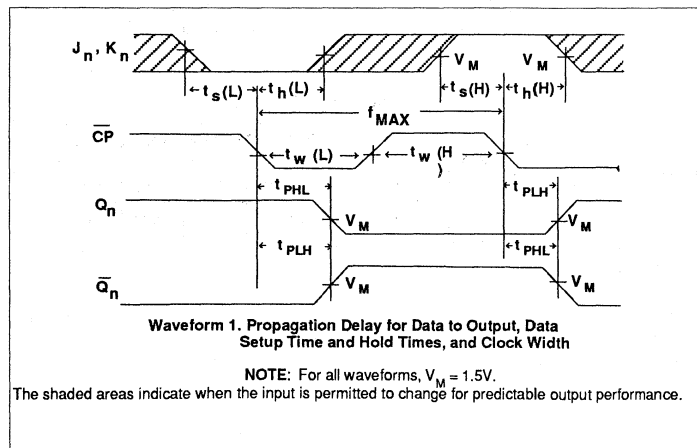 J_n, K_n
V_M V_M
t_s(L) t_h(L) t_s(H) t_h(H)
f_MAX
C̅P̅
t_w (L) t_w (H
)
t_PHL t_PLH
Q_n
V_M V_M
t_PLH t_PHL
Q̅_n
V_M V_M
Waveform 1. Propagation Delay for Data to Output, Data
Setup Time and Hold Times, and Clock Width
NOTE: For all waveforms, V_M = 1.5V.
The shaded areas indicate when the input is permitted to change for predictable output performance.